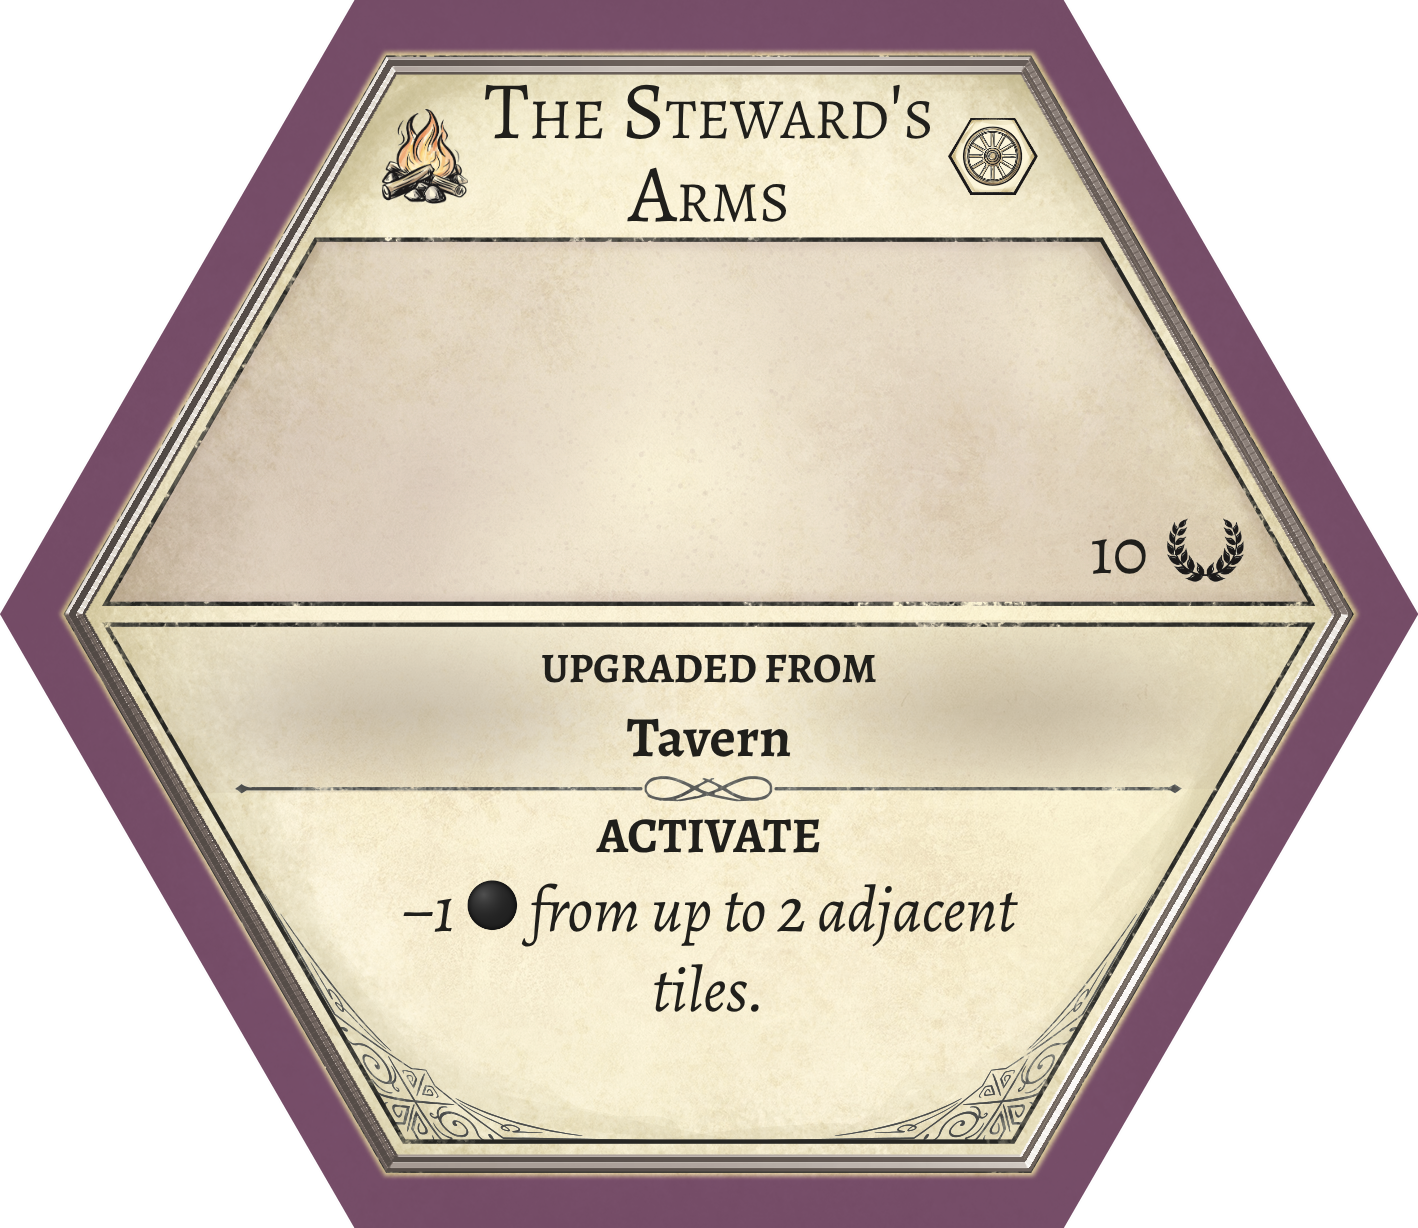 The Steward's
Arms
10
UPGRADED FROM
Tavern
ACTIVATE
–1 from up to 2 adjacent
tiles.